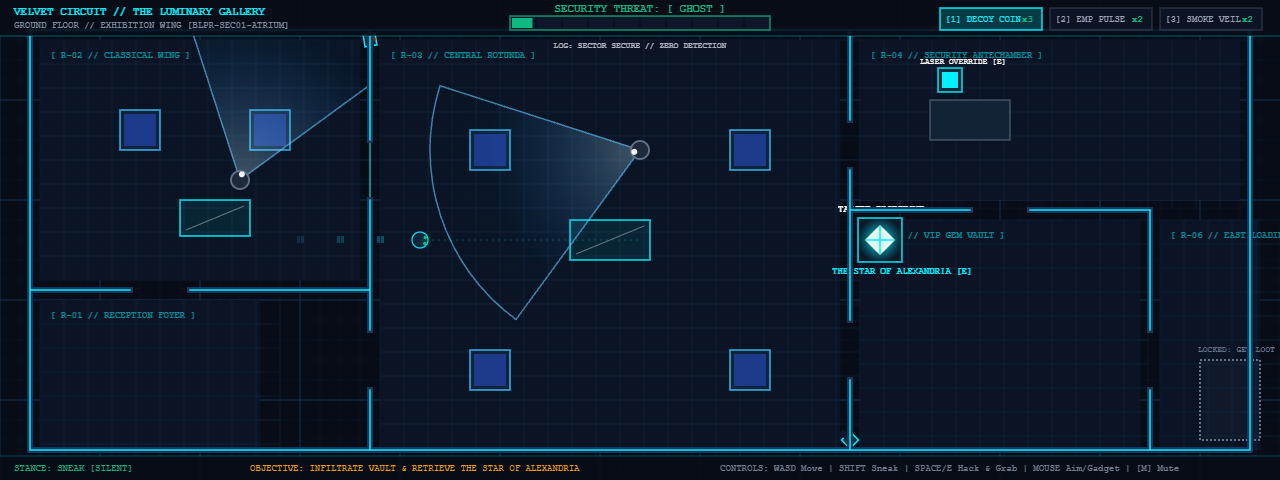 VELVET CIRCUIT // THE LUMINARY GALLERY
GROUND FLOOR // EXHIBITION WING [BLPR-SEC01-ATRIUM]
SECURITY THREAT: [ GHOST ]
[1] DECOY COINx3
[2] EMP PULSE x2
[3] SMOKE VEILx2
LOG: SECTOR SECURE // ZERO DETECTION
[ R-02 // CLASSICAL WING ]
[ R-03 // CENTRAL ROTUNDA ]
[ R-04 // SECURITY ANTECHAMBER ]
LASER OVERRIDE [E]
// VIP GEM VAULT ]
[ R-06 // EAST LOADIN
THE STAR OF ALEXANDRIA [E]
[ R-01 // RECEPTION FOYER ]
LOCKED: GET LOOT
STANCE: SNEAK [SILENT]
OBJECTIVE: INFILTRATE VAULT & RETRIEVE THE STAR OF ALEXANDRIA
CONTROLS: WASD Move | SHIFT Sneak | SPACE/E Hack & Grab | MOUSE Aim/Gadget | [M] Mute